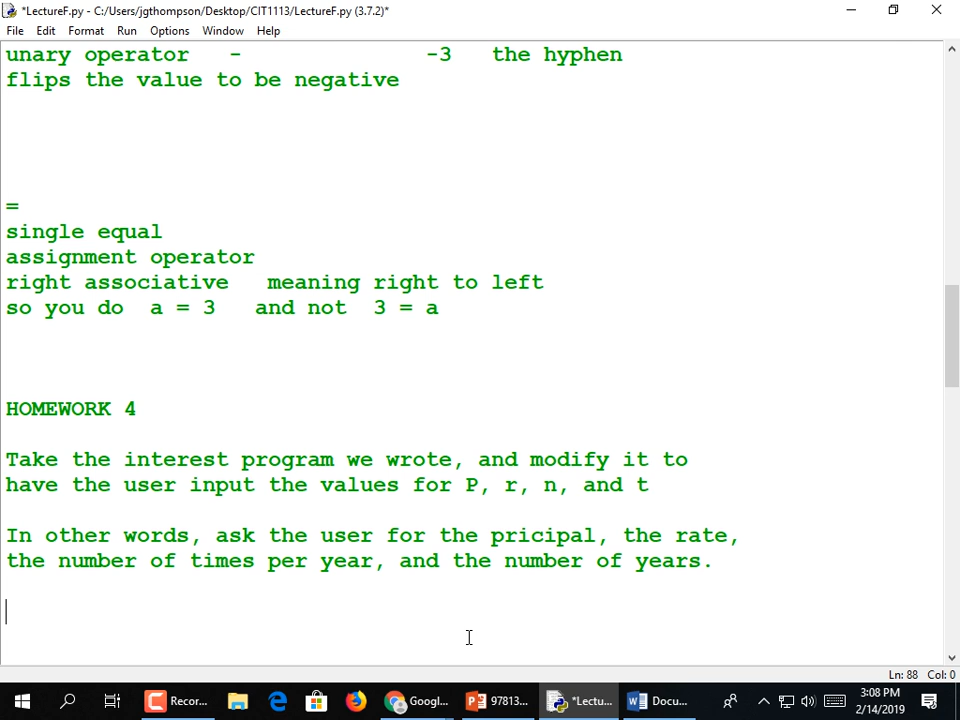 *LectureF.py - C:/Users/jgthompson/Desktop/CIT1113/LectureF.py (3.7.2)*
File Edit Format Run Options Window Help
unary operator - -3 the hyphen
flips the value to be negative
=
single equal
assignment operator
right associative meaning right to left
so you do a = 3 and not 3 = a
HOMEWORK 4
Take the interest program we wrote, and modify it to
have the user input the values for P, r, n, and t
In other words, ask the user for the pricipal, the rate,
the number of times per year, and the number of years.
Ln: 88 Col: 0
Recor... Googl... 97813... *Lectu... Docu... 3:08 PM
2/14/2019